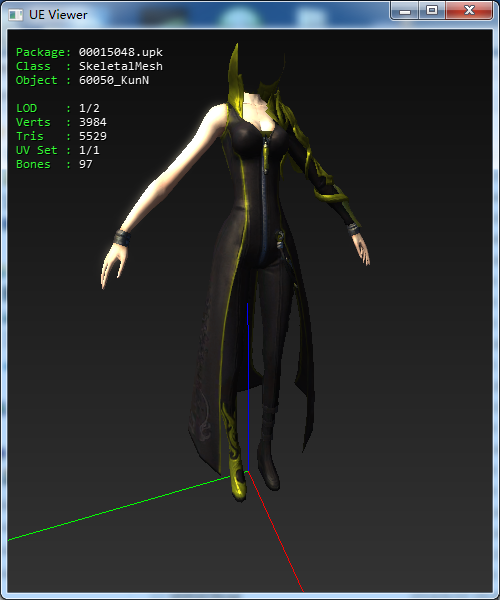 UE Viewer
Package: 00015048.upk
Class : SkeletalMesh
Object : 60050_KunN
LOD : 1/2
Verts : 3984
Tris : 5529
UV Set : 1/1
Bones : 97